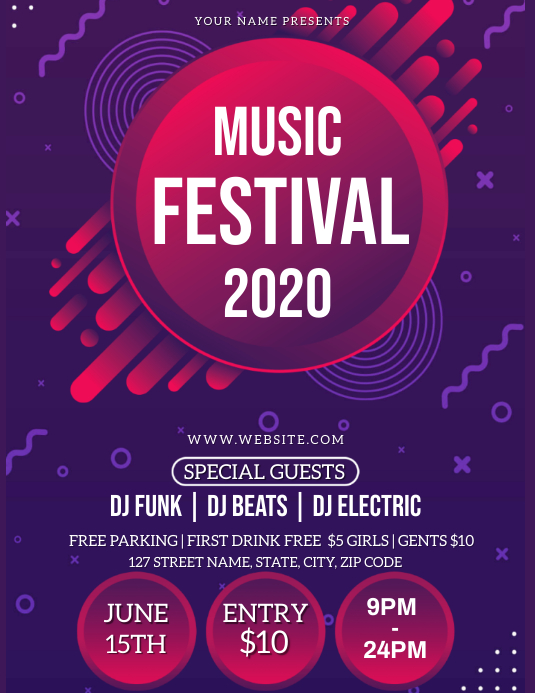 YOUR NAME PRESENTS
MUSIC
FESTIVAL
2020
WWW.WEBSITE.COM
SPECIAL GUESTS
DJ FUNK | DJ BEATS | DJ ELECTRIC
FREE PARKING | FIRST DRINK FREE $5 GIRLS | GENTS $10
127 STREET NAME, STATE, CITY, ZIP CODE
JUNE
15TH
ENTRY
$10
9PM
-
24PM